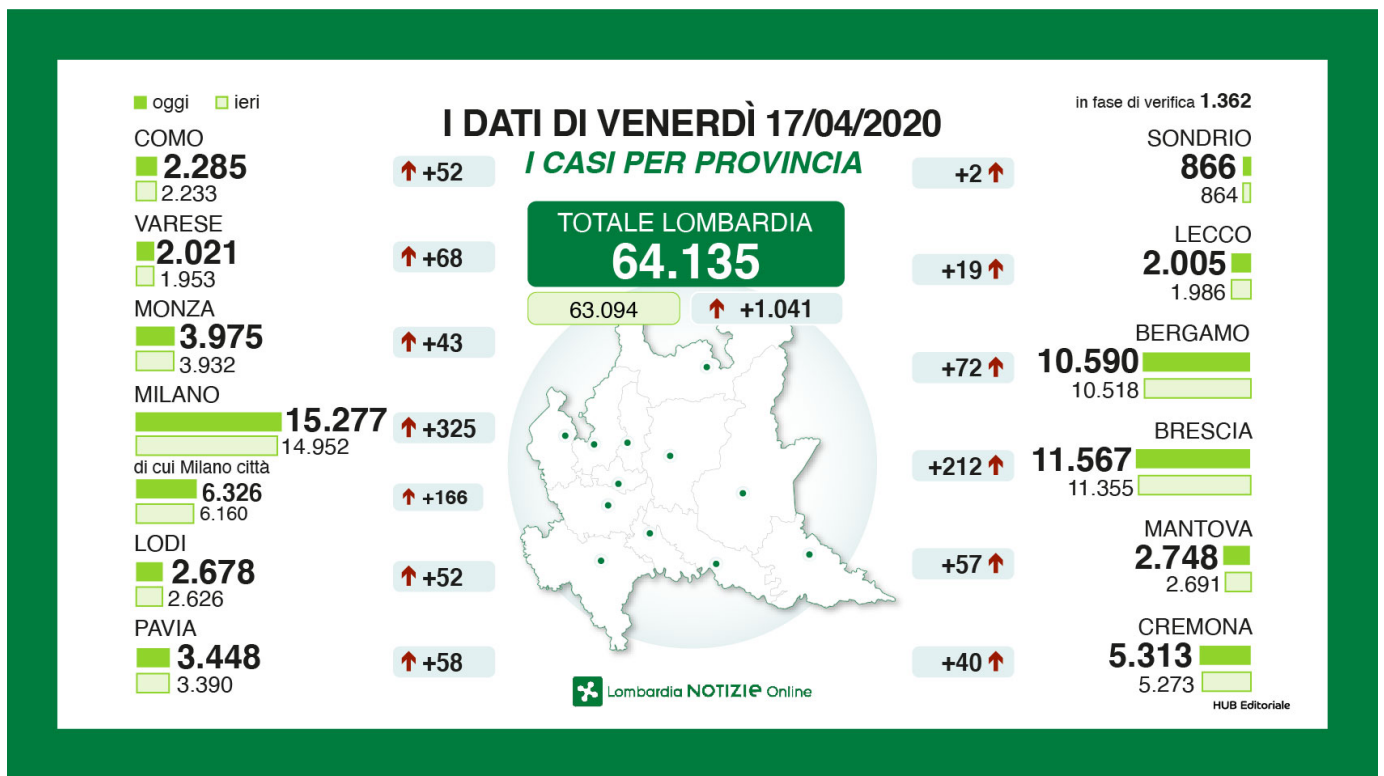 oggi ieri
I DATI DI VENERDÌ 17/04/2020
I CASI PER PROVINCIA
in fase di verifica 1.362
TOTALE LOMBARDIA
64.135
63.094 +1.041
COMO
2.285
2.233
+52
VARESE
2.021
1.953
+68
MONZA
3.975
3.932
+43
MILANO
15.277
14.952
+325
di cui Milano città
6.326
6.160
+166
LODI
2.678
2.626
+52
PAVIA
3.448
3.390
+58
SONDRIO
+2
866
864
LECCO
+19
2.005
1.986
BERGAMO
+72
10.590
10.518
BRESCIA
+212
11.567
11.355
MANTOVA
+57
2.748
2.691
CREMONA
+40
5.313
5.273
Lombardia NOTIZIe Online
HUB Editoriale